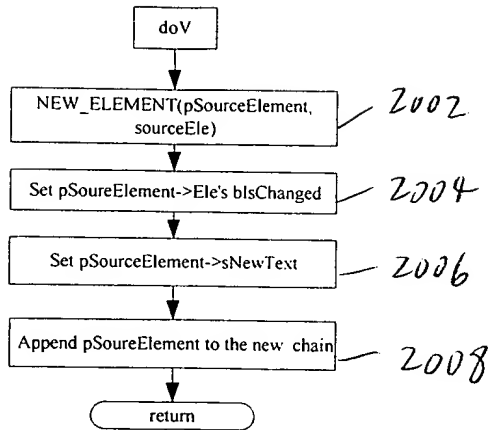 doV
NEW_ELEMENT(pSourceElement,
sourceEle)
2002
Set pSoureElement->Ele's bIsChanged
2004
Set pSourceElement->sNewText
2006
Append pSoureElement to the new chain
2008
return